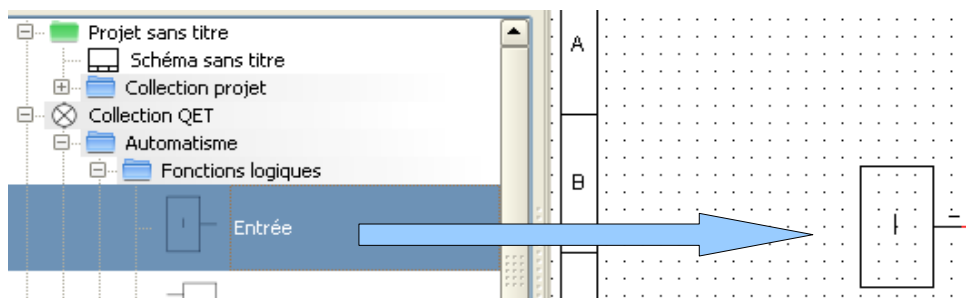 Projet sans titre
Schéma sans titre
Collection projet
Collection QET
Automatisme
Fonctions logiques
Entrée
A
B